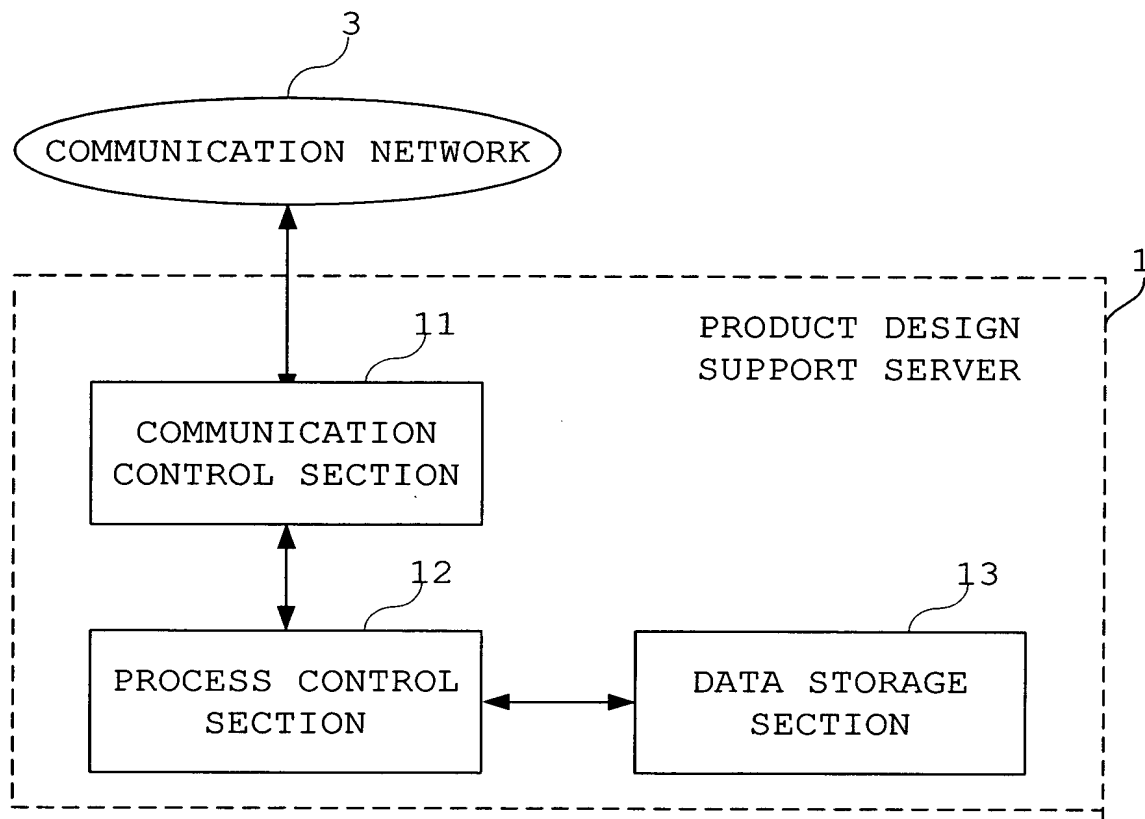 3
COMMUNICATION NETWORK
1
PRODUCT DESIGN
SUPPORT SERVER
11
COMMUNICATION
CONTROL SECTION
12
PROCESS CONTROL
SECTION
13
DATA STORAGE
SECTION